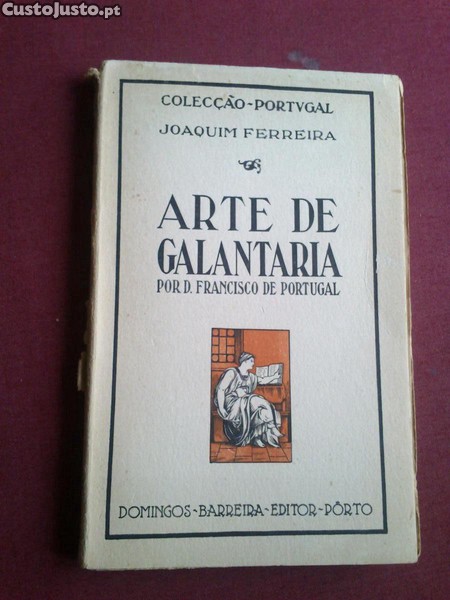 CustoJusto.pt
COLECÇÃO-PORTVGAL
JOAQUIM FERREIRA
ARTE DE
GALANTARIA
POR D. FRANCISCO DE PORTUGAL
DOMINGOS-BARREIRA-EDITOR-PÔRTO